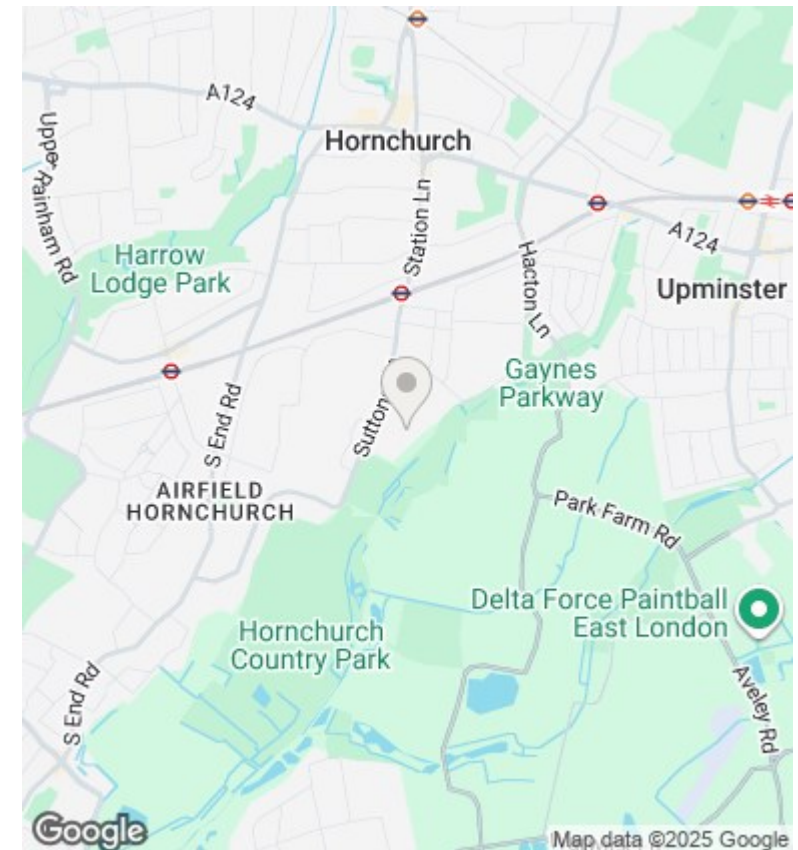 A124
Hornchurch
Upper Rainham Rd
Station Ln
Harrow
Lodge Park
Hacton Ln
A124
Upminster
Gaynes
Parkway
S End Rd
Sutton
AIRFIELD
HORNCHURCH
Park Farm Rd
Delta Force Paintball
East London
Hornchurch
Country Park
S End Rd
Aveley Rd
Google
Map data ©2025 Google